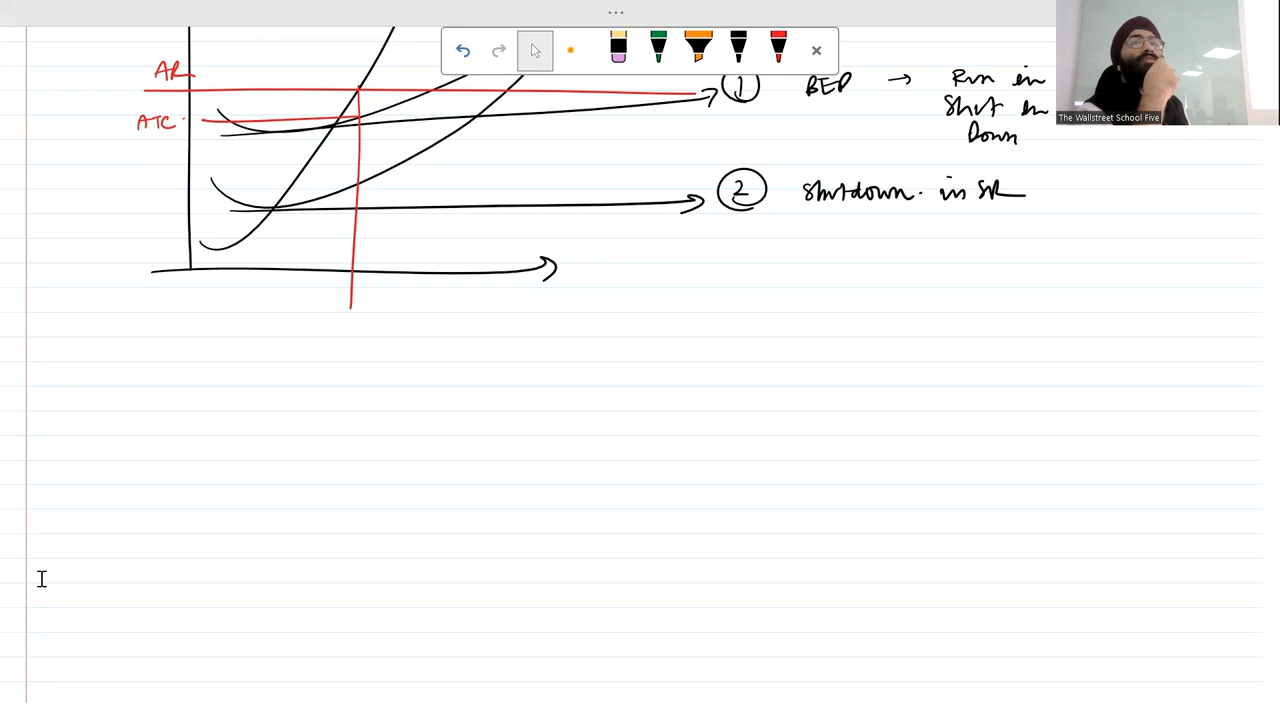 AR
ATC
① BEP → Run in
Shut
Down
② Shutdown. in SR
The Wallstreet School Five